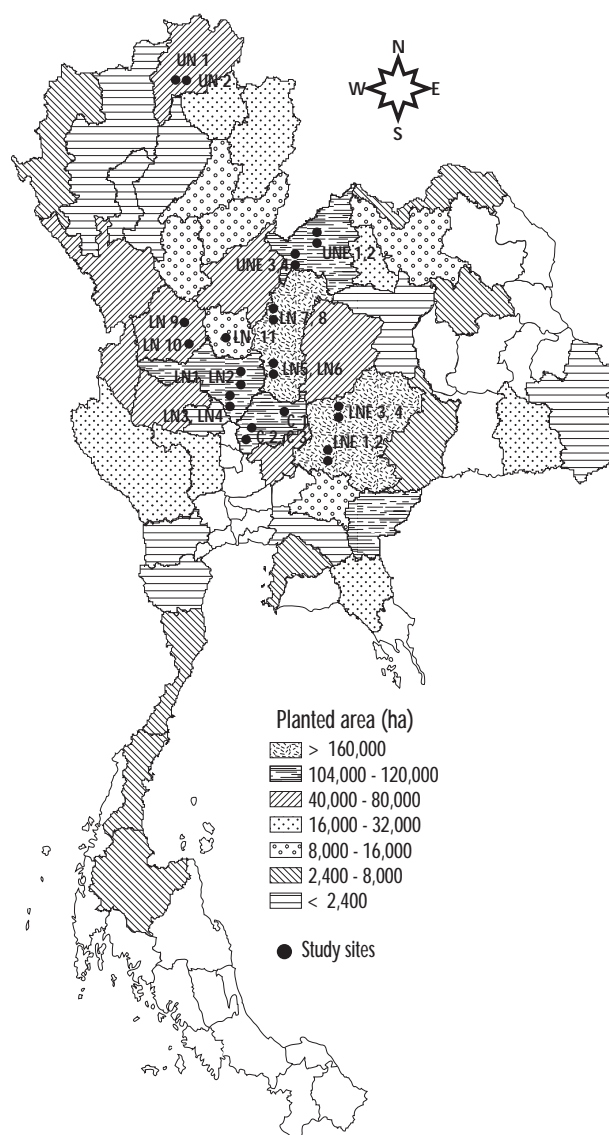 N
W E
S
UN 1
UN 2
UNE 1,2
UNE 3,4
LN 7, 8
LN 9
LN 11
LN 10
LN5, LN6
LN1, LN2
LN3, LN4
C 1
LNE 3, 4
C 2, C 3
LNE 1,2
Planted area (ha)
> 160,000
104,000 - 120,000
40,000 - 80,000
16,000 - 32,000
8,000 - 16,000
2,400 - 8,000
< 2,400
Study sites